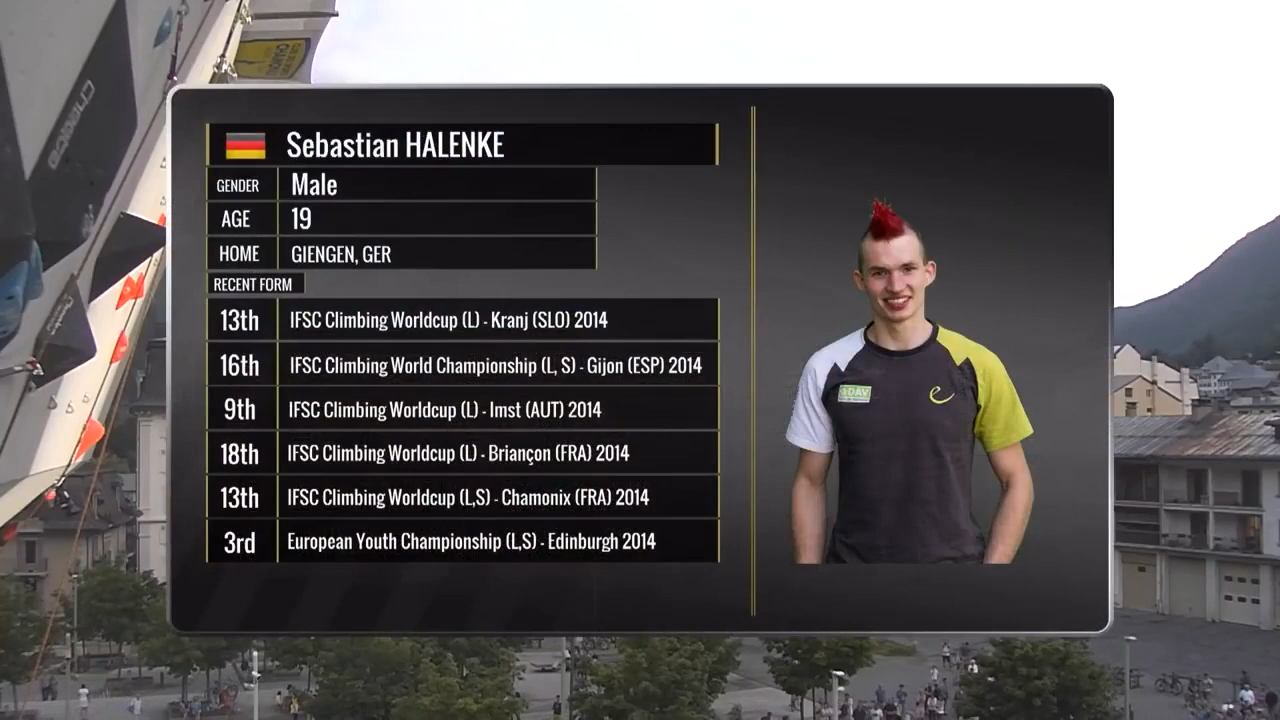 Sebastian HALENKE
GENDER Male
AGE 19
HOME GIENGEN, GER
RECENT FORM
13th IFSC Climbing Worldcup (L) - Kranj (SLO) 2014
16th IFSC Climbing World Championship (L, S) - Gijon (ESP) 2014
9th IFSC Climbing Worldcup (L) - Imst (AUT) 2014
18th IFSC Climbing Worldcup (L) - Briançon (FRA) 2014
13th IFSC Climbing Worldcup (L,S) - Chamonix (FRA) 2014
3rd European Youth Championship (L,S) - Edinburgh 2014
DAV
e